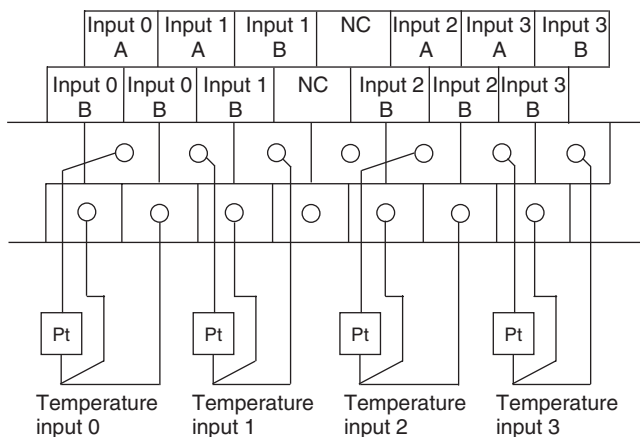 Input 0 Input 1 Input 1 NC Input 2 Input 3 Input 3
A A B A A B
Input 0 Input 0 Input 1 NC Input 2 Input 2 Input 3
B B B B B B
Pt Pt Pt Pt
Temperature Temperature Temperature Temperature
input 0 input 1 input 2 input 3